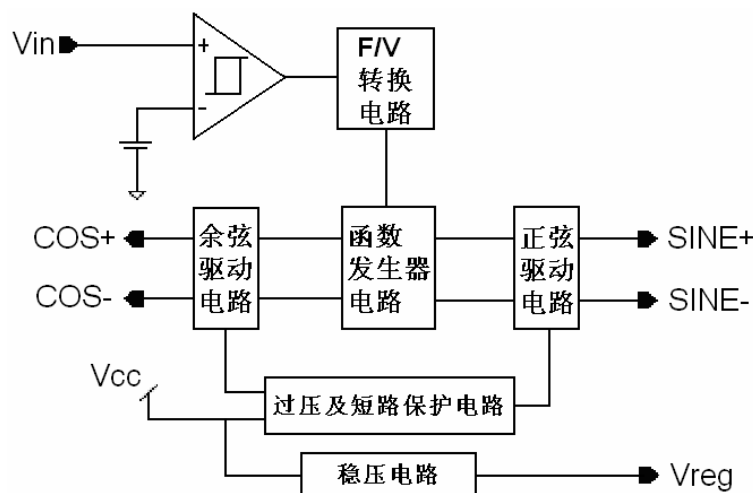 Vin
+
-
F/V
转换
电路
COS+
COS-
余弦
驱动
电路
函数
发生器
电路
正弦
驱动
电路
SINE+
SINE-
Vcc
过压及短路保护电路
稳压电路
Vreg